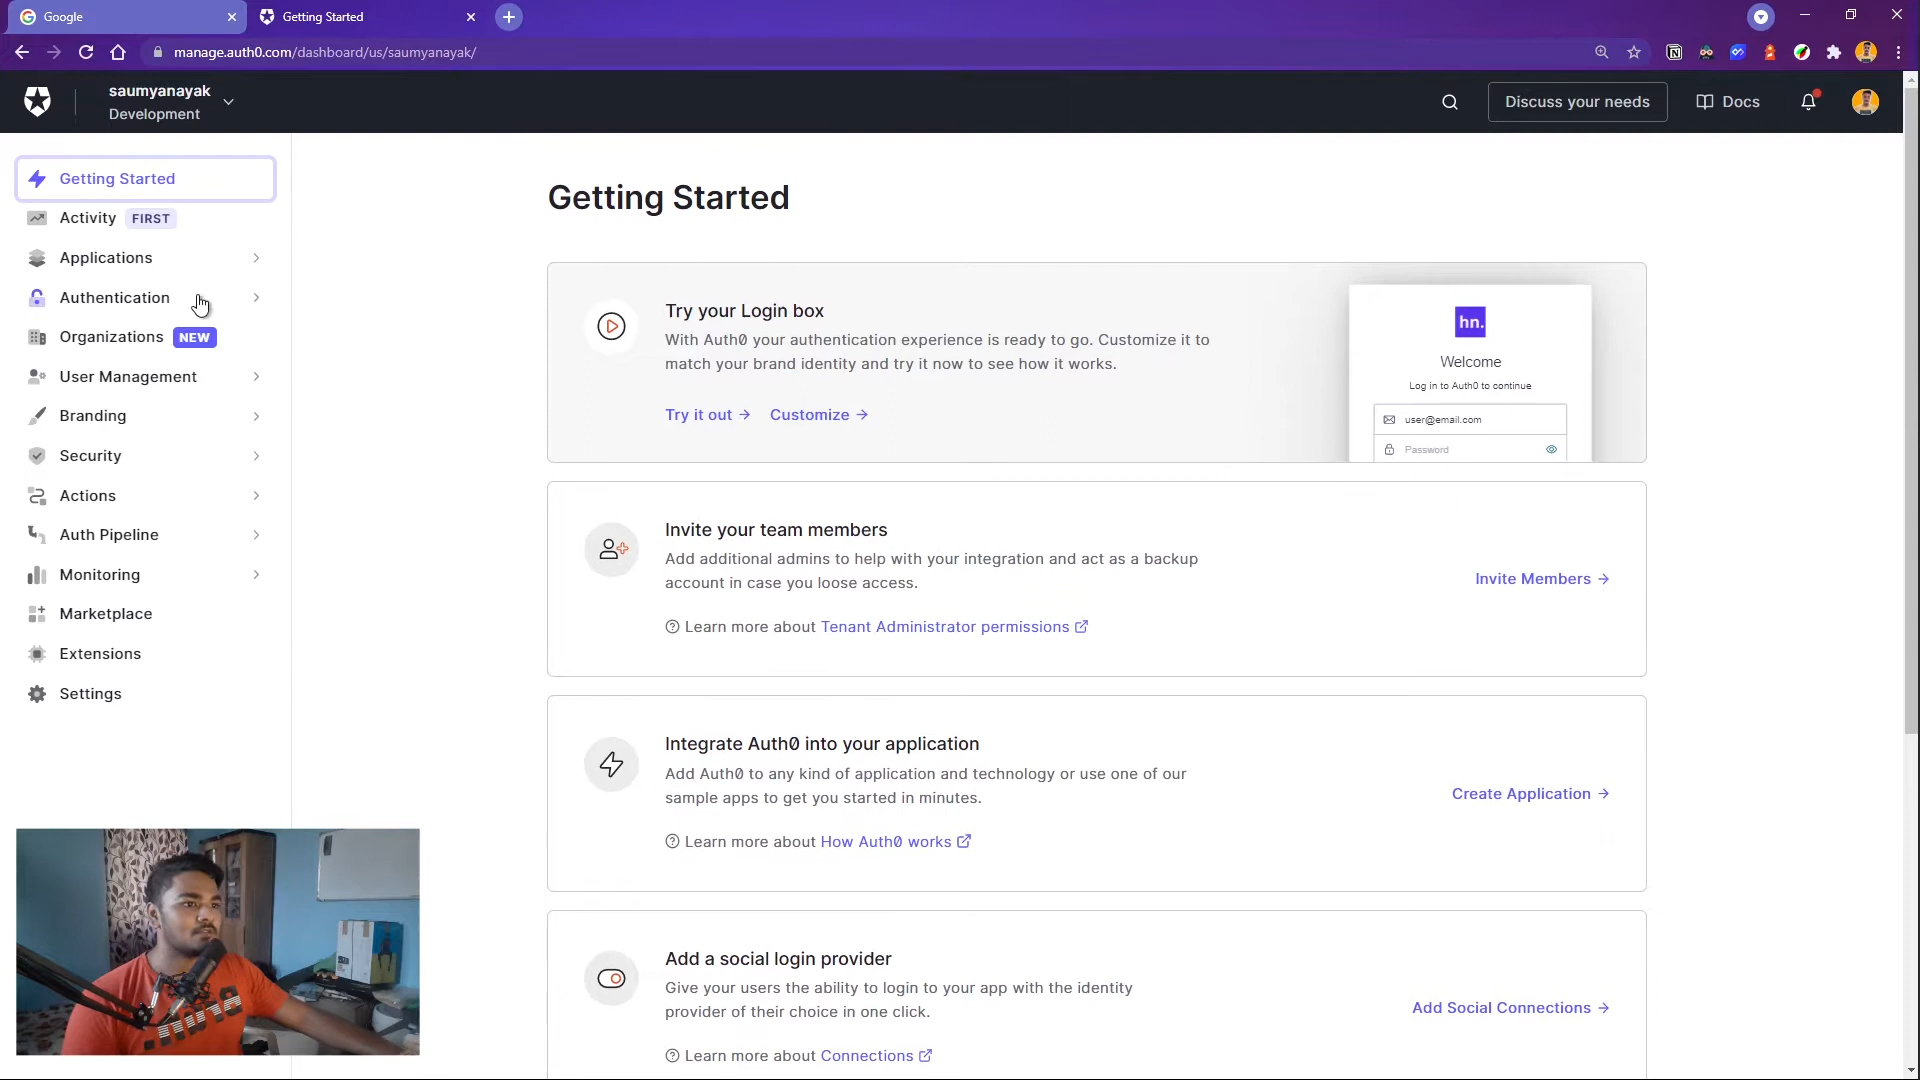 Google
Getting Started
manage.auth0.com/dashboard/us/saumyanayak/
saumyanayak
Development
Discuss your needs
Docs
Getting Started
Activity FIRST
Applications
Authentication
Organizations NEW
User Management
Branding
Security
Actions
Auth Pipeline
Monitoring
Marketplace
Extensions
Settings
Getting Started
Try your Login box
With Auth0 your authentication experience is ready to go. Customize it to
match your brand identity and try it now to see how it works.
Try it out → Customize →
hn.
Welcome
Log in to Auth0 to continue
user@email.com
Password
Invite your team members
Add additional admins to help with your integration and act as a backup
account in case you loose access.
Invite Members →
Learn more about Tenant Administrator permissions
Integrate Auth0 into your application
Add Auth0 to any kind of application and technology or use one of our
sample apps to get you started in minutes.
Create Application →
Learn more about How Auth0 works
Add a social login provider
Give your users the ability to login to your app with the identity
provider of their choice in one click.
Add Social Connections →
Learn more about Connections